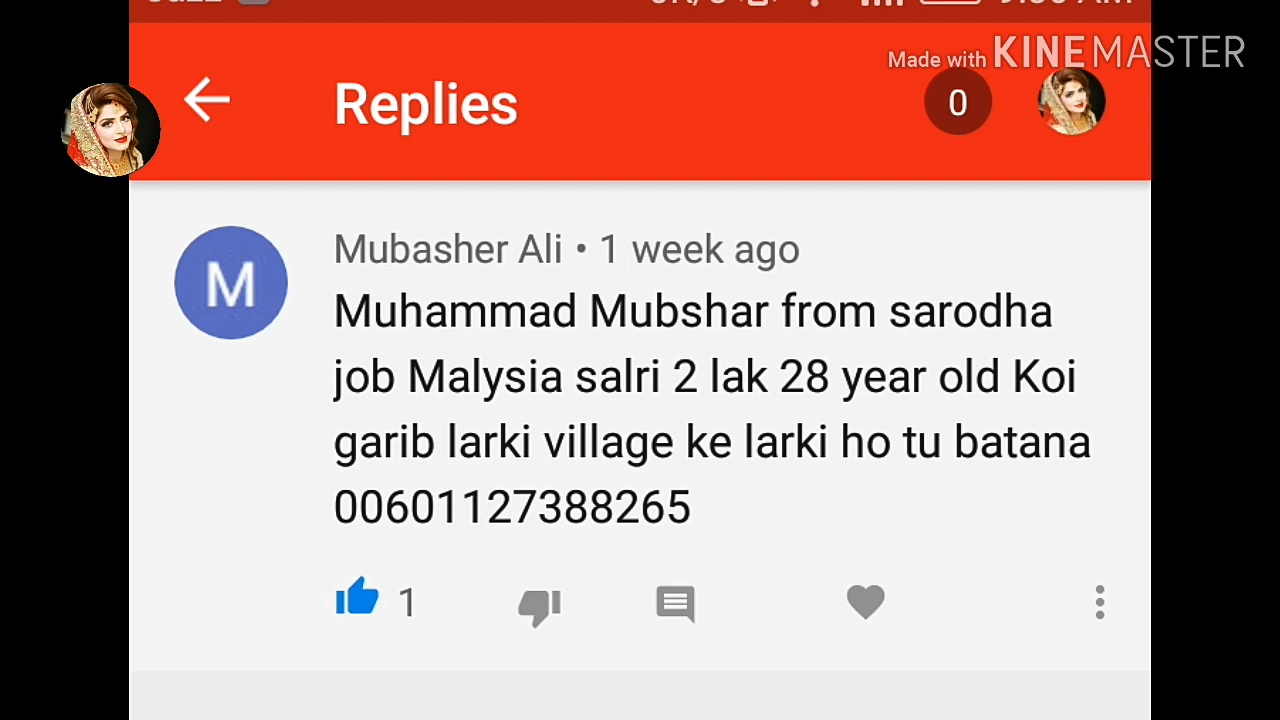 Made with KINEMASTER
Replies
0
M
Mubasher Ali • 1 week ago
Muhammad Mubshar from sarodha
job Malysia salri 2 lak 28 year old Koi
garib larki village ke larki ho tu batana
00601127388265
1